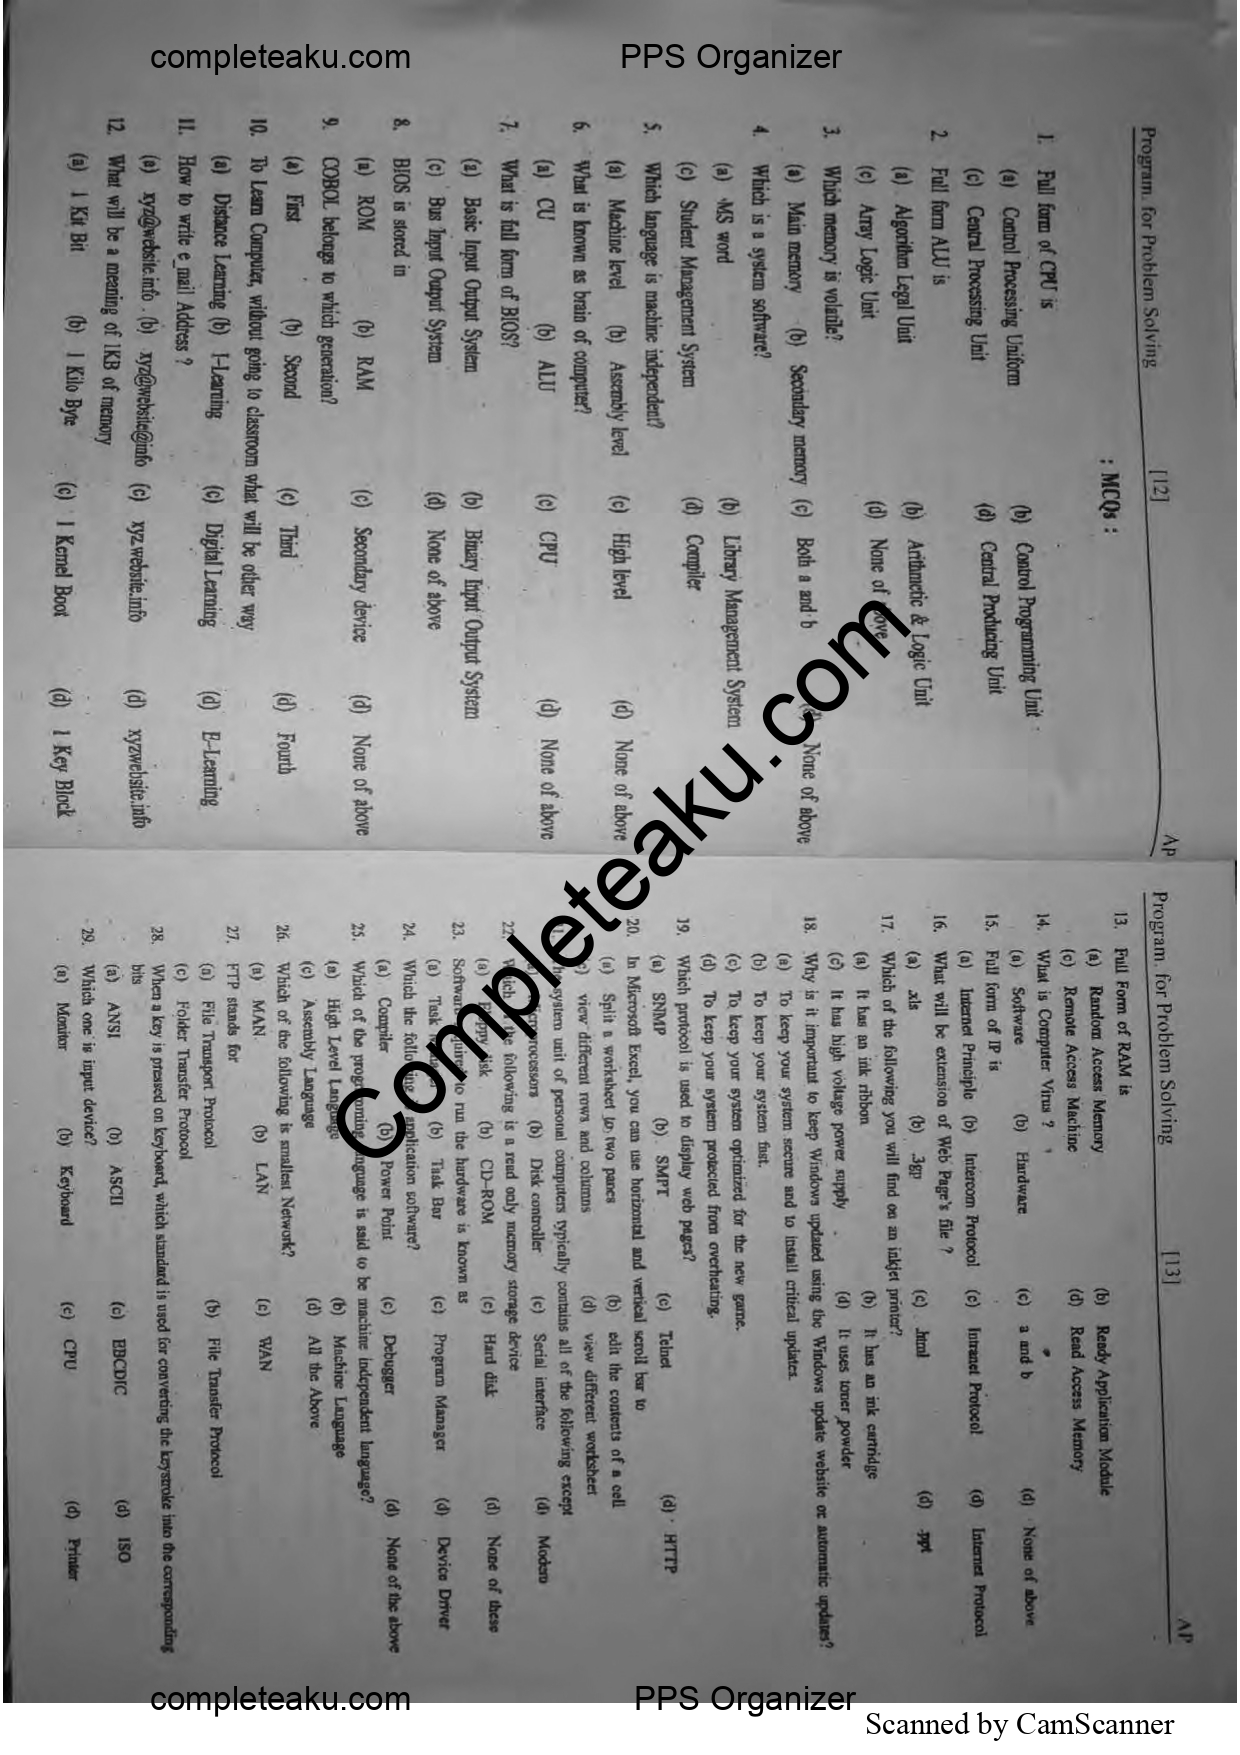 completeaku.com PPS Organizer
Program. for Problem Solving [12] AP
: MCQs :
1. Full form of CPU is
(a) Control Processing Uniform (b) Control Programming Unit
(c) Central Processing Unit (d) Central Producing Unit
2. Full form ALU is
(a) Algorithm Legal Unit (b) Arithmetic & Logic Unit
(c) Array Logic Unit (d) None of above
3. Which memory is volatile?
(a) Main memory (b) Secondary memory (c) Both a and b (d) None of above
4. Which is a system software?
(a) MS word (b) Library Management System
(c) Student Management System (d) Compiler
5. Which language is machine independent?
(a) Machine level (b) Assembly level (c) High level (d) None of above
6. What is known as brain of computer?
(a) CU (b) ALU (c) CPU (d) None of above
7. What is full form of BIOS?
(a) Basic Input Output System (b) Binary Input Output System
(c) Bus Input Output System (d) None of above
8. BIOS is stored in
(a) ROM (b) RAM (c) Secondary device (d) None of above
9. COBOL belongs to which generation?
(a) First (b) Second (c) Third (d) Fourth
10. To Learn Computer, without going to classroom what will be other way
(a) Distance Learning (b) I-Learning (c) Digital Learning (d) E-Learning
11. How to write e_mail Address ?
(a) xyz@website.info (b) xyz@website@info (c) xyz.website.info (d) xyzwebsite.info
12. What will be a meaning of 1KB of memory
(a) 1 Kit Bit (b) 1 Kilo Byte (c) 1 Kernel Boot (d) 1 Key Block
Program. for Problem Solving [13] AP
13. Full Form of RAM is
(a) Random Access Memory (b) Ready Application Module
(c) Remote Access Machine (d) Read Access Memory
14. What is Computer Virus ?
(a) Software (b) Hardware (c) a and b (d) None of above
15. Full form of IP is
(a) Internet Principle (b) Interoom Protocol (c) Intranet Protocol (d) Internet Protocol
16. What will be extension of Web Page's file ?
(a) .xls (b) .3gp (c) .html (d) .ppt
17. Which of the following you will find on an inkjet printer?
(a) It has an ink ribbon (b) It has an ink cartridge
(c) It has high voltage power supply (d) It uses toner powder
18. Why is it important to keep Windows updated using the Windows update website or automatic updates?
(a) To keep your system secure and to install critical updates.
(b) To keep your system fast.
(c) To keep your system optimized for the new game.
(d) To keep your system protected from overheating.
19. Which protocol is used to display web pages?
(a) SNMP (b) SMPT (c) Telnet (d) HTTP
20. In Microsoft Excel, you can use horizontal and vertical scroll bar to
(a) Split a worksheet to two panes (b) edit the contents of a cell
(c) view different rows and columns (d) view different worksheet
21. The system unit of personal computers typically contains all of the following except
(a) Microprocessors (b) Disk controller (c) Serial interface (d) Modem
22. Which of the following is a read only memory storage device
(a) Floppy disk (b) CD-ROM (c) Hard disk (d) None of these
23. Software required to run the hardware is known as
(a) Task (b) Task Bar (c) Program Manager (d) Device Driver
24. Which the following application software?
(a) Compiler (b) Power Point (c) Debugger (d) None of the above
25. Which of the programming language is said to be machine independent language?
(a) High Level Language (b) Machine Language
(c) Assembly Language (d) All the Above
26. Which of the following is smallest Network?
(a) MAN (b) LAN (c) WAN
27. FTP stands for
(a) File Transport Protocol (b) File Transfer Protocol
(c) Folder Transfer Protocol
28. When a key is pressed on keyboard, which standard is used for converting the keystroke into the corresponding
bits
(a) ANSI (b) ASCII (c) EBCDIC (d) ISO
29. Which one is input device?
(a) Monitor (b) Keyboard (c) CPU (d) Printer
Completeaku.com
completeaku.com PPS Organizer
Scanned by CamScanner